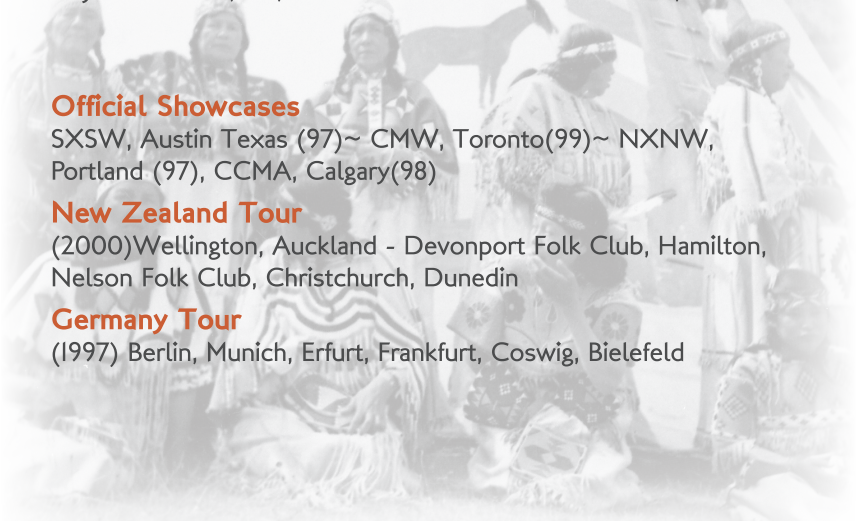 Official Showcases
SXSW, Austin Texas (97)~ CMW, Toronto(99)~ NXNW,
Portland (97), CCMA, Calgary(98)
New Zealand Tour
(2000)Wellington, Auckland - Devonport Folk Club, Hamilton,
Nelson Folk Club, Christchurch, Dunedin
Germany Tour
(1997) Berlin, Munich, Erfurt, Frankfurt, Coswig, Bielefeld